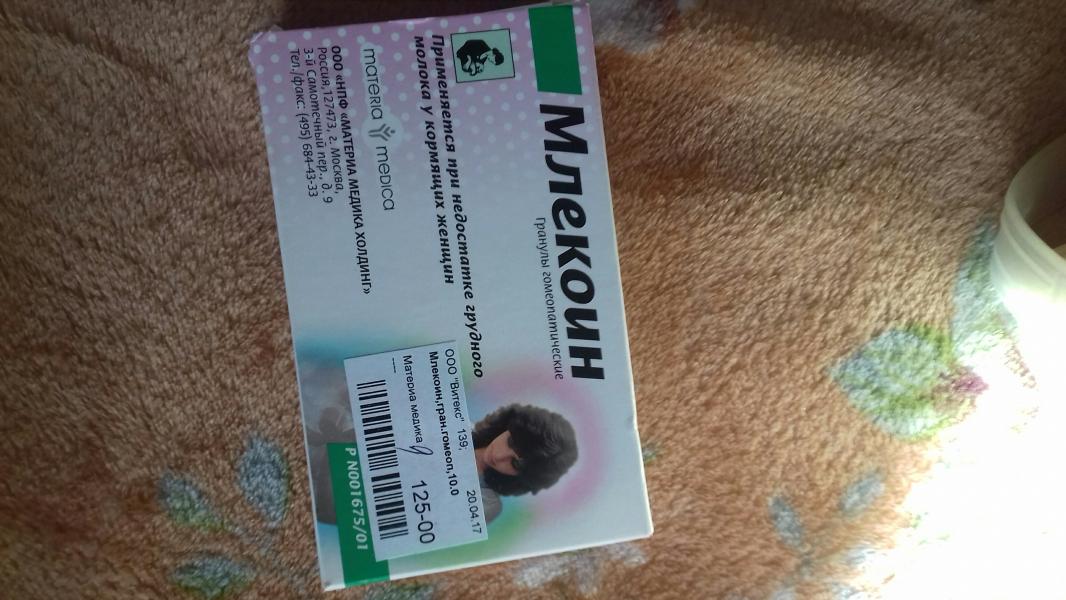 Млекоин
гранулы гомеопатические
Применяется при недостатке грудного
молока у кормящих женщин
materia medica
ООО «НПФ «МАТЕРИА МЕДИКА ХОЛДИНГ»
Россия,127473, г. Москва,
3-й Самотечный пер., д. 9
Тел./факс: (495) 684-43-33
20.04.17
ООО "Витекс" 139;
Млекоин,гран.гомеоп,10.0
Материа медика
125-00
Р N001675/01